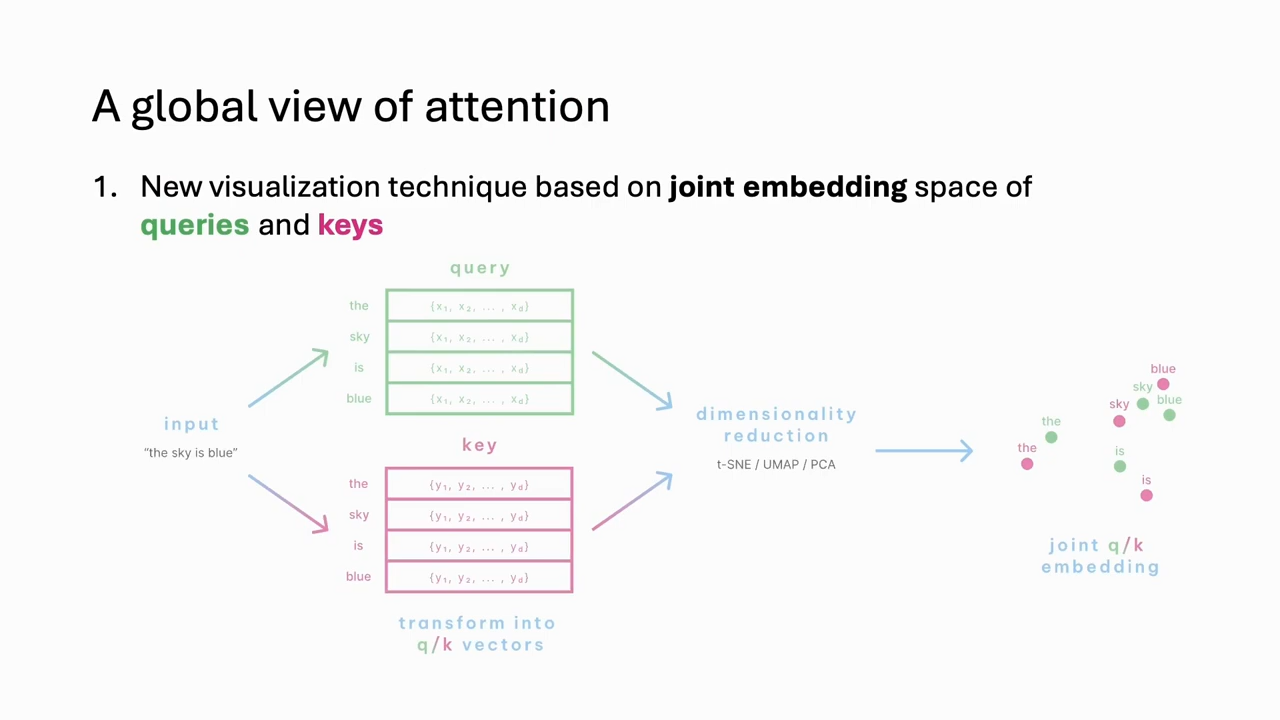 A global view of attention
1. New visualization technique based on joint embedding space of
queries and keys
input
"the sky is blue"
query
the {x₁, x₂, ... , x_d}
sky {x₁, x₂, ... , x_d}
is {x₁, x₂, ... , x_d}
blue {x₁, x₂, ... , x_d}
key
the {y₁, y₂, ... , y_d}
sky {y₁, y₂, ... , y_d}
is {y₁, y₂, ... , y_d}
blue {y₁, y₂, ... , y_d}
transform into
q/k vectors
dimensionality
reduction
t-SNE / UMAP / PCA
blue
sky
blue
sky
the
the
is
is
joint q/k
embedding